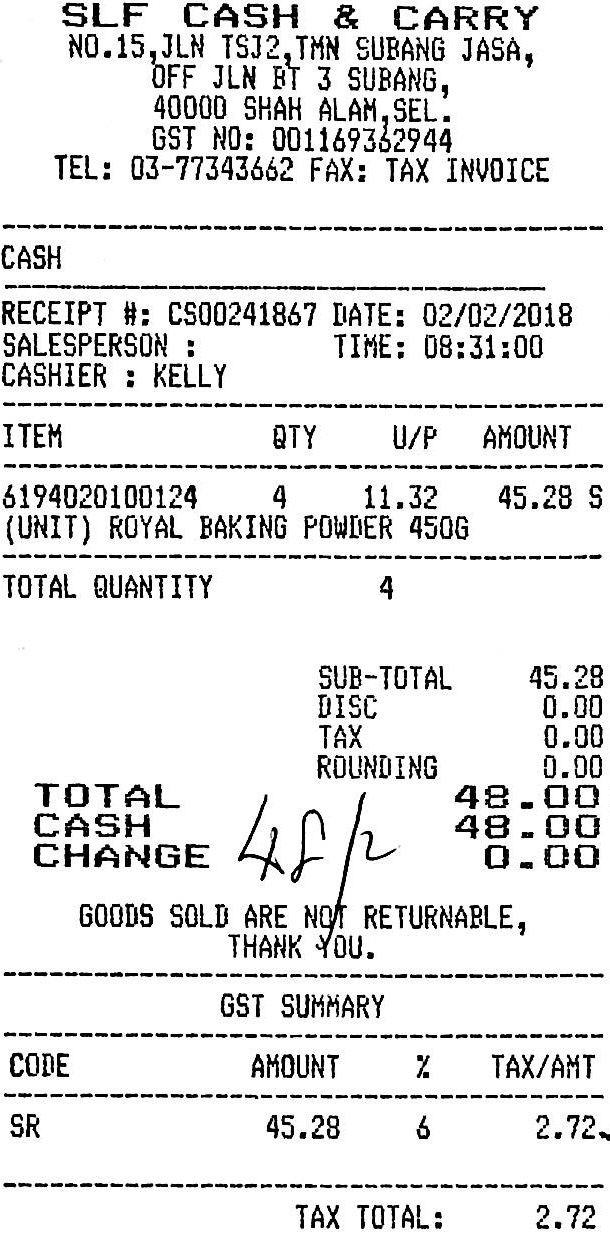 SLF CASH & CARRY
NO.15,JLN TSJ2,TMN SUBANG JASA,
OFF JLN BT 3 SUBANG,
40000 SHAH ALAM,SEL.
GST NO: 001169362944
TEL: 03-77343662 FAX: TAX INVOICE
CASH
RECEIPT #: CS00241867 DATE: 02/02/2018
SALESPERSON : TIME: 08:31:00
CASHIER : KELLY
ITEM QTY U/P AMOUNT
6194020100124 4 11.32 45.28 S
(UNIT) ROYAL BAKING POWDER 450G
TOTAL QUANTITY 4
SUB-TOTAL 45.28
DISC 0.00
TAX 0.00
ROUNDING 0.00
TOTAL 48.00
CASH 48.00
CHANGE 0.00
GOODS SOLD ARE NOT RETURNABLE,
THANK YOU.
GST SUMMARY
CODE AMOUNT % TAX/AMT
SR 45.28 6 2.72
TAX TOTAL: 2.72